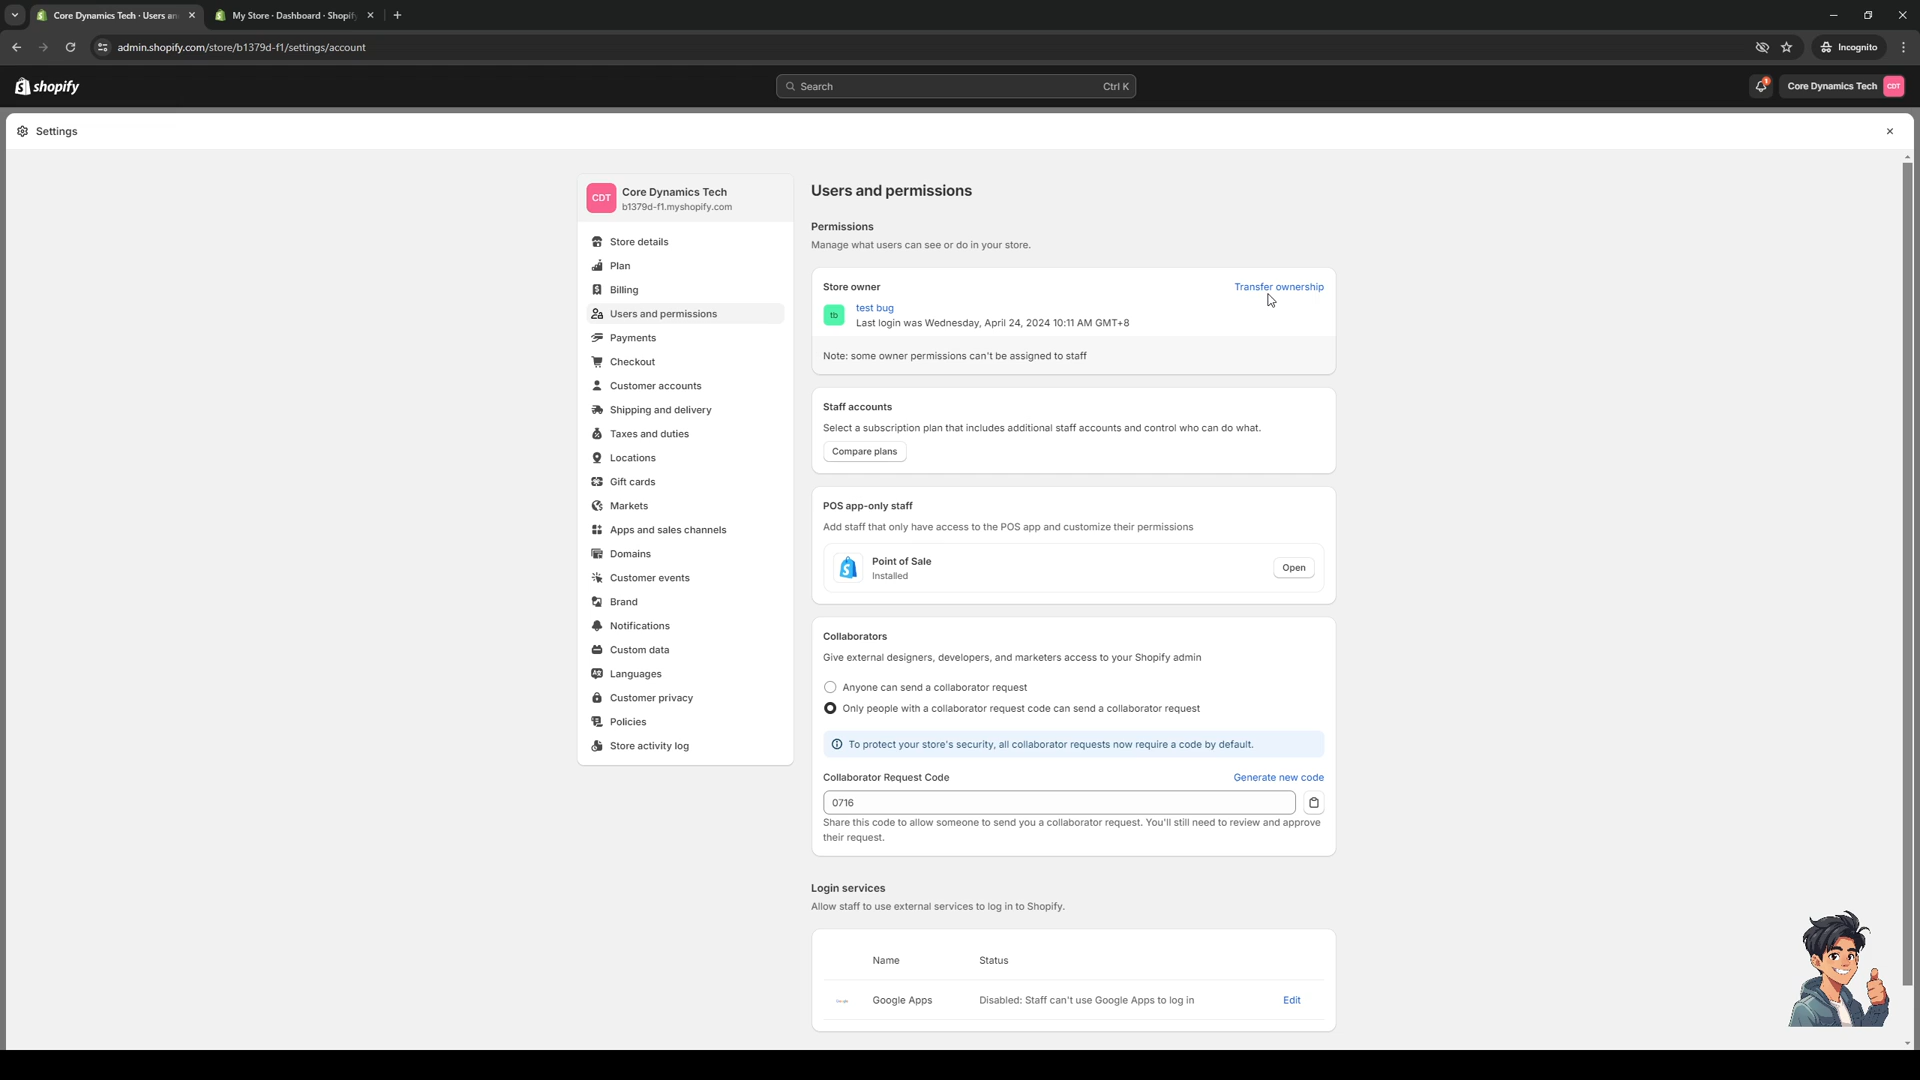 Core Dynamics Tech · Users an
My Store · Dashboard · Shopify
admin.shopify.com/store/b1379d-f1/settings/account
Incognito
shopify
Search
Ctrl K
1
Core Dynamics Tech
CDT
Settings
CDT
Core Dynamics Tech
b1379d-f1.myshopify.com
Store details
Plan
Billing
Users and permissions
Payments
Checkout
Customer accounts
Shipping and delivery
Taxes and duties
Locations
Gift cards
Markets
Apps and sales channels
Domains
Customer events
Brand
Notifications
Custom data
Languages
Customer privacy
Policies
Store activity log
Users and permissions
Permissions
Manage what users can see or do in your store.
Store owner
Transfer ownership
tb
test bug
Last login was Wednesday, April 24, 2024 10:11 AM GMT+8
Note: some owner permissions can't be assigned to staff
Staff accounts
Select a subscription plan that includes additional staff accounts and control who can do what.
Compare plans
POS app-only staff
Add staff that only have access to the POS app and customize their permissions
Point of Sale
Installed
Open
Collaborators
Give external designers, developers, and marketers access to your Shopify admin
Anyone can send a collaborator request
Only people with a collaborator request code can send a collaborator request
To protect your store's security, all collaborator requests now require a code by default.
Collaborator Request Code
Generate new code
0716
Share this code to allow someone to send you a collaborator request. You'll still need to review and approve
their request.
Login services
Allow staff to use external services to log in to Shopify.
Name
Status
Google Apps
Disabled: Staff can't use Google Apps to log in
Edit